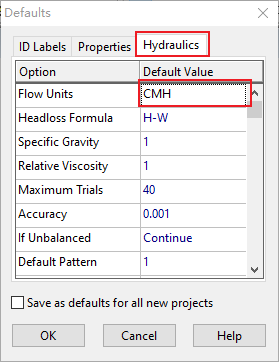 Defaults
ID Labels Properties Hydraulics
Option Default Value
Flow Units CMH
Headloss Formula H-W
Specific Gravity 1
Relative Viscosity 1
Maximum Trials 40
Accuracy 0.001
If Unbalanced Continue
Default Pattern 1
Save as defaults for all new projects
OK Cancel Help